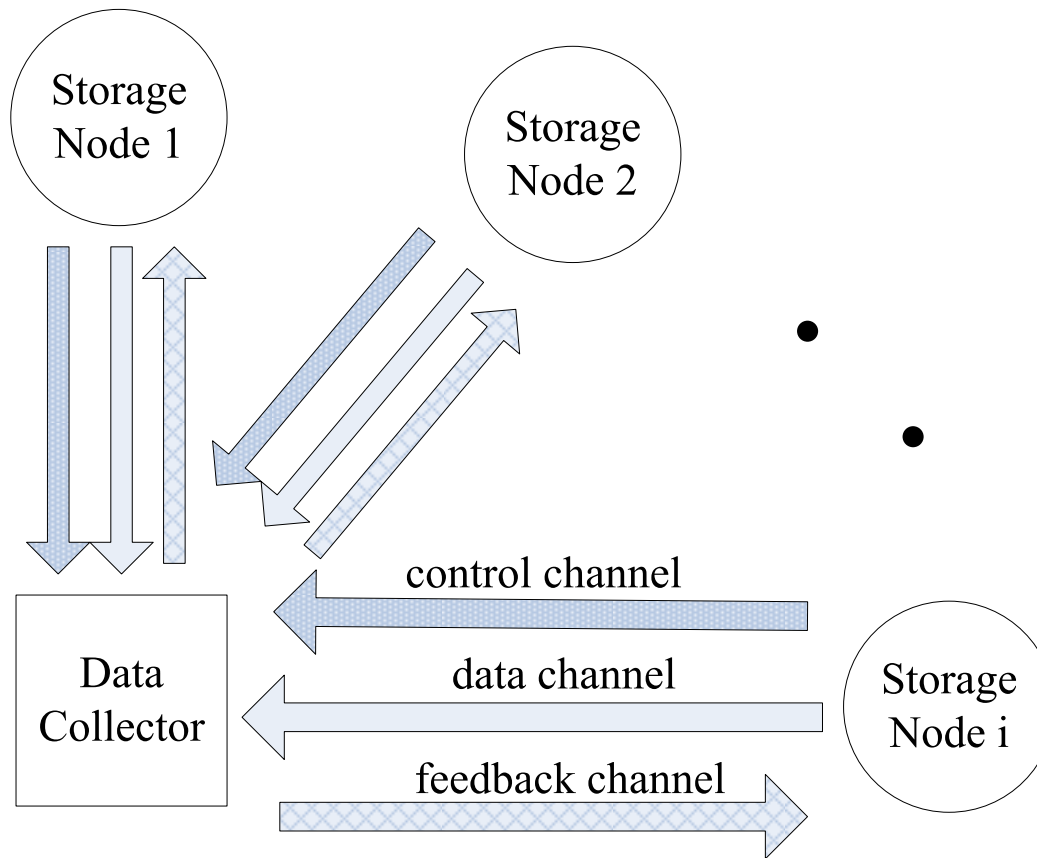 Storage
Node 1
Storage
Node 2
control channel
Data
Collector
data channel
Storage
Node i
feedback channel